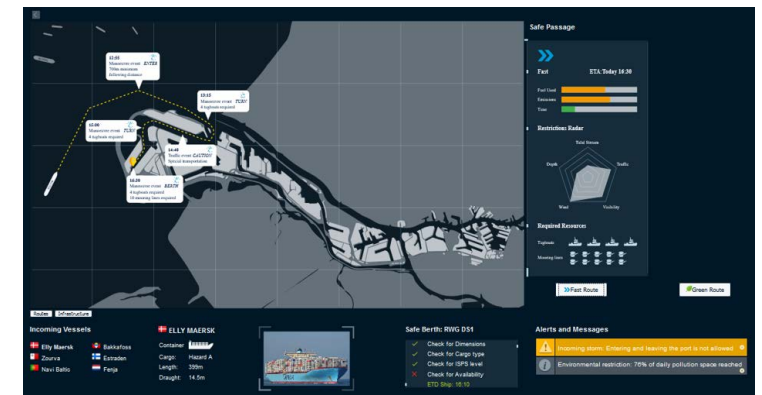 Safe Passage
12:55
Maneuver event ENTER
700m minimum
following distance
13:15
Maneuver event TURN
4 tugboats required
15:00
Maneuver event TURN
4 tugboats required
14:45
Traffic event CAUTION
Special transportation
16:30
Maneuver event BERTH
4 tugboats required
10 mooring lines required
Fast ETA: Today 16:30
Fuel Used
Emissions
Time
Restrictions Radar
Tidal Stream
Depth Traffic
Wind Visibility
Required Resources
Tugboats
Mooring lines
Fast Route Green Route
Routes Infrastructure
Incoming Vessels
Elly Maersk Bakkafoss
Zourva Estraden
Navi Baltic Fenja
ELLY MAERSK
Container
Cargo: Hazard A
Length: 399m
Draught: 14.5m
Safe Berth: RWG DS1
Check for Dimensions
Check for Cargo type
Check for ISPS level
Check for Availability
ETD Ship: 18:10
Alerts and Messages
Incoming storm: Entering and leaving the port is not allowed
Environmental restridion: 76% of daily pollution space reached